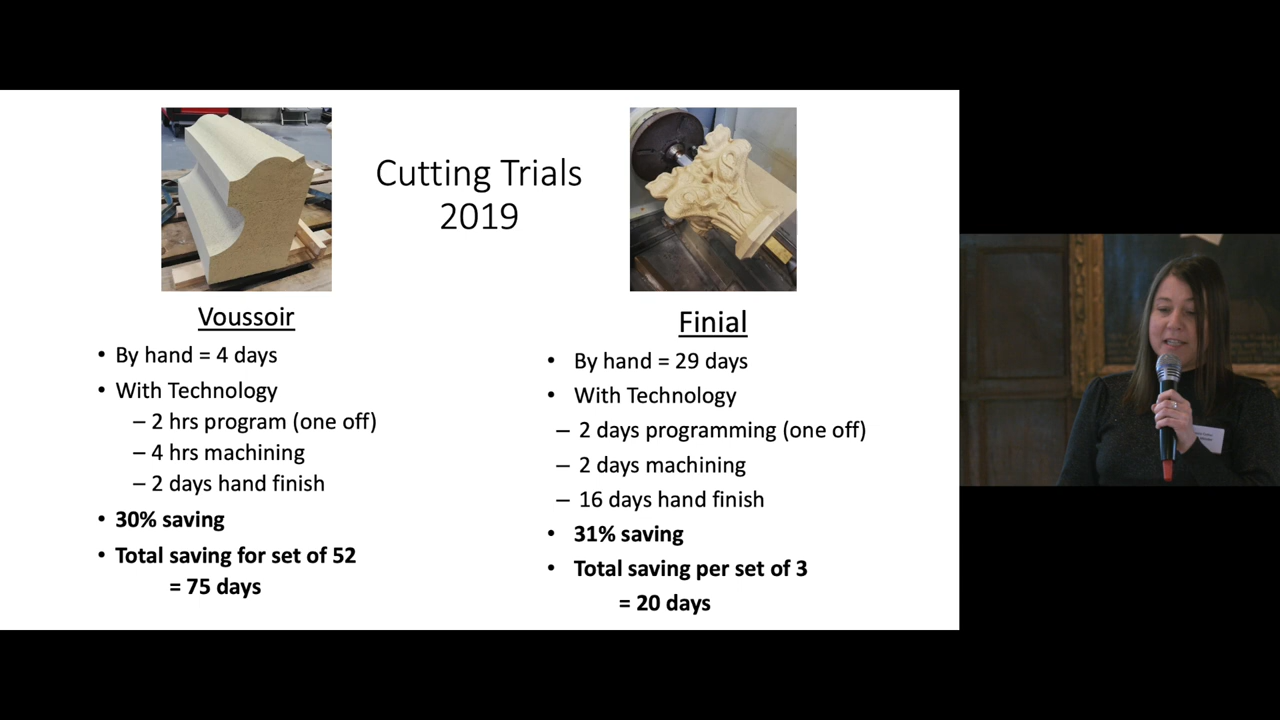 Cutting Trials
2019
Voussoir
• By hand = 4 days
• With Technology
– 2 hrs program (one off)
– 4 hrs machining
– 2 days hand finish
• 30% saving
• Total saving for set of 52
= 75 days
Finial
• By hand = 29 days
• With Technology
– 2 days programming (one off)
– 2 days machining
– 16 days hand finish
• 31% saving
• Total saving per set of 3
= 20 days